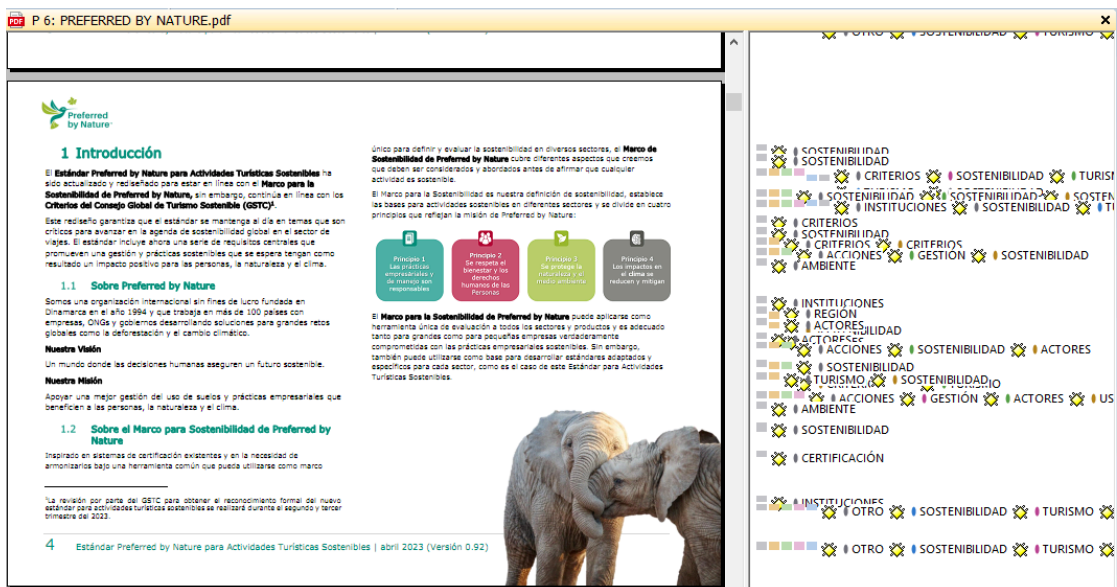 P 6: PREFERRED BY NATURE.pdf
Preferred
by Nature
1 Introducción
El Estándar Preferred by Nature para Actividades Turísticas Sostenibles ha
sido actualizado y rediseñado para estar en línea con el Marco para la
Sostenibilidad de Preferred by Nature, sin embargo, continúa en línea con los
Criterios del Consejo Global de Turismo Sostenible (GSTC)¹.
Este rediseño garantiza que el estándar se mantenga al día en temas que son
críticos para avanzar en la agenda de sostenibilidad global en el sector de
viajes. El estándar incluye ahora una serie de requisitos centrales que
promueven una gestión y prácticas sostenibles que se espera tengan como
resultado un impacto positivo para las personas, la naturaleza y el clima.
1.1 Sobre Preferred by Nature
Somos una organización internacional sin fines de lucro fundada en
Dinamarca en el año 1994 y que trabaja en más de 100 países con
empresas, ONGs y gobiernos desarrollando soluciones para grandes retos
globales como la deforestación y el cambio climático.
Nuestra Visión
Un mundo donde las decisiones humanas aseguren un futuro sostenible.
Nuestra Misión
Apoyar una mejor gestión del uso de suelos y prácticas empresariales que
beneficien a las personas, la naturaleza y el clima.
1.2 Sobre el Marco para Sostenibilidad de Preferred by
Nature
Inspirado en sistemas de certificación existentes y en la necesidad de
armonizarlos bajo una herramienta común que pueda utilizarse como marco
¹La revisión por parte del GSTC para obtener el reconocimiento formal del nuevo
estándar para actividades turísticas sostenibles se realizará durante el segundo y tercer
trimestre del 2023.
4 Estándar Preferred by Nature para Actividades Turísticas Sostenibles | abril 2023 (Versión 0.92)
único para definir y evaluar la sostenibilidad en diversos sectores, el Marco de
Sostenibilidad de Preferred by Nature cubre diferentes aspectos que creemos
que deben ser considerados y abordados antes de afirmar que cualquier
actividad es sostenible.
El Marco para la Sostenibilidad es nuestra definición de sostenibilidad, establece
las bases para actividades sostenibles en diferentes sectores y se divide en cuatro
principios que reflejan la misión de Preferred by Nature:
Principio 1
Las prácticas
empresariales y
de manejo son
responsables
Principio 2
Se respeta el
bienestar y los
derechos
humanos de las
Personas
Principio 3
Se protege la
naturaleza y el
medio ambiente
Principio 4
Los impactos en
el clima se
reducen y mitigan
El Marco para la Sostenibilidad de Preferred by Nature puede aplicarse como
herramienta única de evaluación a todos los sectores y productos y es adecuado
tanto para grandes como para pequeñas empresas verdaderamente
comprometidas con las prácticas empresariales sostenibles. Sin embargo,
también puede utilizarse como base para desarrollar estándares adaptados y
específicos para cada sector, como es el caso de este Estándar para Actividades
Turísticas Sostenibles.
OTRO SOSTENIBILIDAD TURISMO
SOSTENIBILIDAD
SOSTENIBILIDAD
CRITERIOS SOSTENIBILIDAD TURISM
INSTITUCIONES SOSTENIBILIDAD
CRITERIOS
SOSTENIBILIDAD
CRITERIOS CRITERIOS
ACCIONES GESTIÓN SOSTENIBILIDAD
AMBIENTE
INSTITUCIONES
REGIÓN
ACTORES
ACTORES
ACCIONES SOSTENIBILIDAD ACTORES
SOSTENIBILIDAD
TURISMO SOSTENIBILIDAD
ACCIONES GESTIÓN ACTORES US
AMBIENTE
SOSTENIBILIDAD
CERTIFICACIÓN
INSTITUCIONES
OTRO SOSTENIBILIDAD TURISMO
OTRO SOSTENIBILIDAD TURISMO